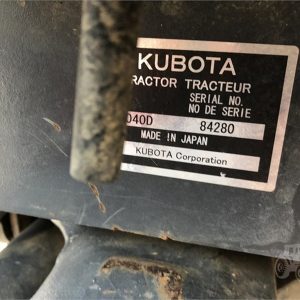 KUBOTA
RACTOR TRACTEUR
SERIAL NO.
NO DE SERIE
040D 84280
MADE IN JAPAN
KUBOTA Corporation